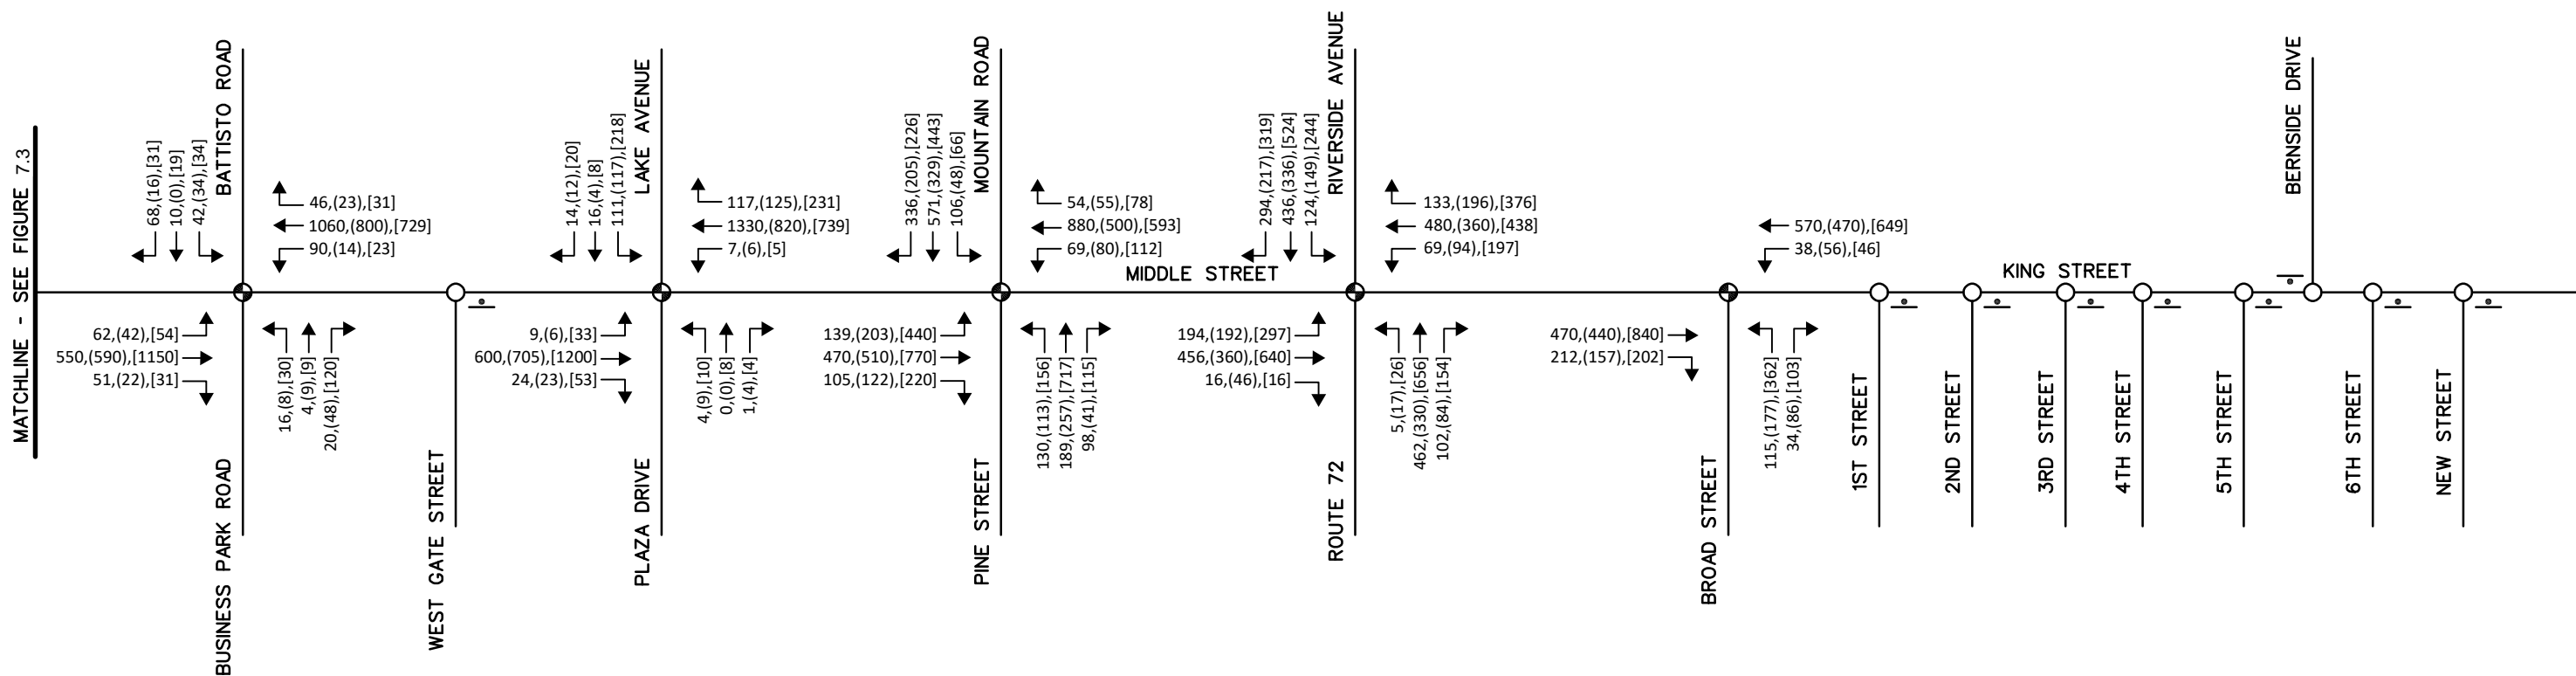 MATCHLINE - SEE FIGURE 7.3
BATTISTO ROAD
68,(16),[31]
10,(0),[19]
42,(34),[34]
46,(23),[31]
1060,(800),[729]
90,(14),[23]
62,(42),[54]
550,(590),[1150]
51,(22),[31]
16,(8),[30]
4,(9),[9]
20,(48),[120]
BUSINESS PARK ROAD
WEST GATE STREET
LAKE AVENUE
14,(12),[20]
16,(4),[8]
111,(117),[218]
117,(125),[231]
1330,(820),[739]
7,(6),[5]
9,(6),[33]
600,(705),[1200]
24,(23),[53]
4,(9),[10]
0,(0),[8]
1,(4),[4]
PLAZA DRIVE
MOUNTAIN ROAD
336,(205),[226]
571,(329),[443]
106,(48),[66]
54,(55),[78]
880,(500),[593]
69,(80),[112]
139,(203),[440]
470,(510),[770]
105,(122),[220]
130,(113),[156]
189,(257),[717]
98,(41),[115]
PINE STREET
MIDDLE STREET
RIVERSIDE AVENUE
294,(217),[319]
436,(336),[524]
124,(149),[244]
133,(196),[376]
480,(360),[438]
69,(94),[197]
194,(192),[297]
456,(360),[640]
16,(46),[16]
5,(17),[26]
462,(330),[656]
102,(84),[154]
ROUTE 72
570,(470),[649]
38,(56),[46]
470,(440),[840]
212,(157),[202]
115,(177),[362]
34,(86),[103]
BROAD STREET
KING STREET
BERNSIDE DRIVE
1ST STREET
2ND STREET
3RD STREET
4TH STREET
5TH STREET
6TH STREET
NEW STREET